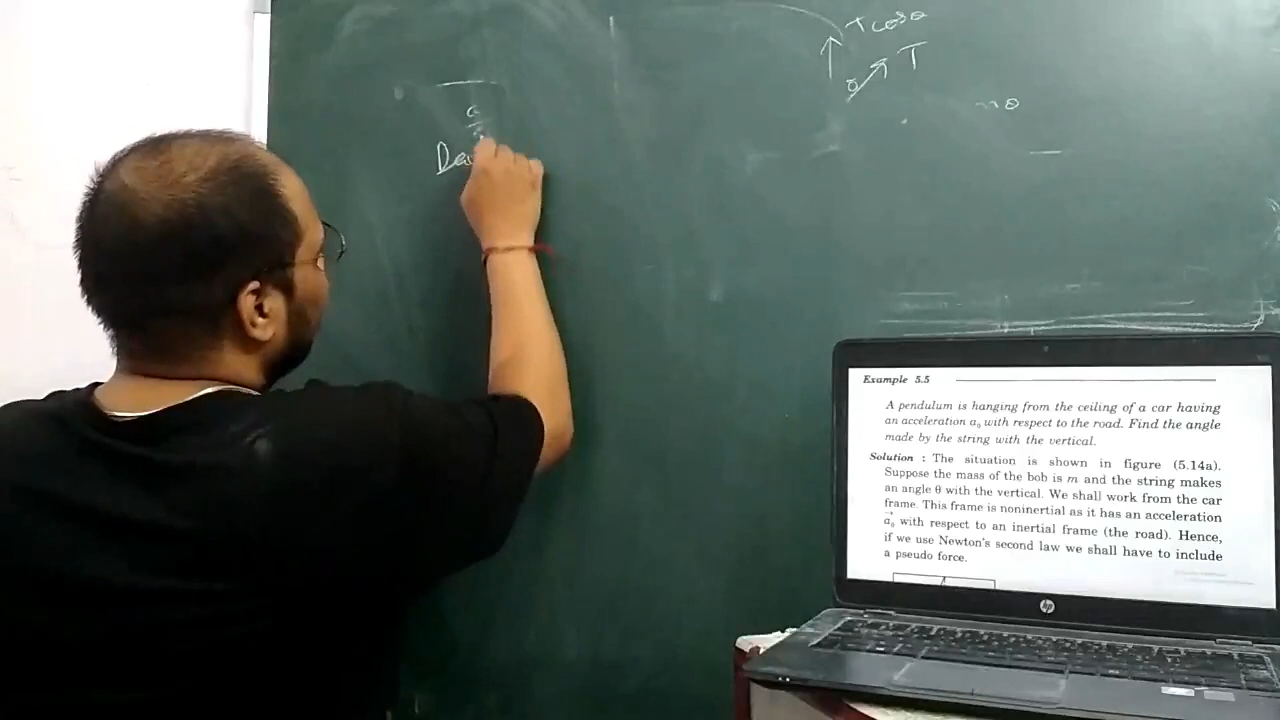 T cos θ
T
θ
Example 5.5
A pendulum is hanging from the ceiling of a car having
an acceleration a₀ with respect to the road. Find the angle
made by the string with the vertical.
Solution : The situation is shown in figure (5.14a).
Suppose the mass of the bob is m and the string makes
an angle θ with the vertical. We shall work from the car
frame. This frame is noninertial as it has an acceleration
a⃗₀ with respect to an inertial frame (the road). Hence,
if we use Newton's second law we shall have to include
a pseudo force.
hp